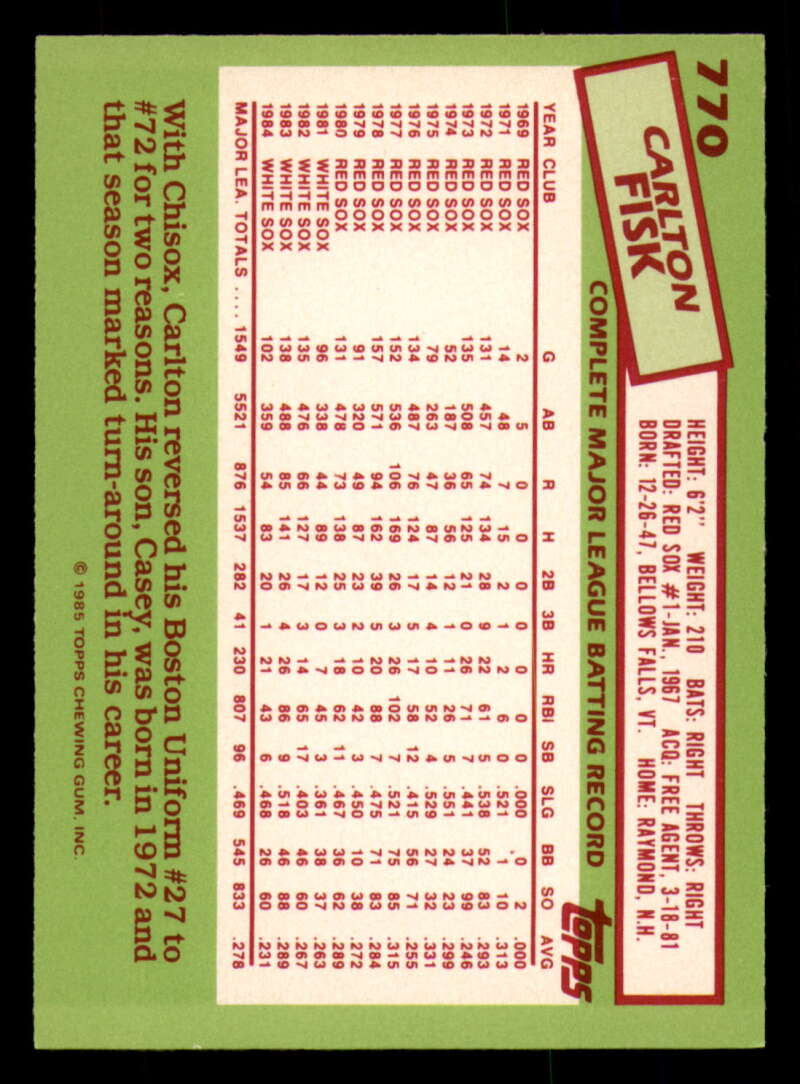 770
CARLTON
FISK
HEIGHT: 6'2" WEIGHT: 210 BATS: RIGHT THROWS: RIGHT
DRAFTED: RED SOX #1-JAN., 1967 ACQ: FREE AGENT, 3-18-81
BORN: 12-26-47, BELLOWS FALLS, VT. HOME: RAYMOND, N.H.
COMPLETE MAJOR LEAGUE BATTING RECORD
topps
YEAR CLUB G AB R H 2B 3B HR RBI SB SLG BB SO AVG
1969 RED SOX 2 5 0 0 0 0 0 0 0 .000 0 2 .000
1971 RED SOX 14 48 7 15 2 1 2 6 0 .521 1 10 .313
1972 RED SOX 131 457 74 134 28 9 22 61 5 .538 52 83 .293
1973 RED SOX 135 508 65 125 21 0 26 71 7 .441 37 99 .246
1974 RED SOX 52 187 36 56 12 1 11 26 5 .551 24 23 .299
1975 RED SOX 79 263 47 87 14 4 10 52 4 .529 27 32 .331
1976 RED SOX 134 487 76 124 17 5 17 58 12 .415 56 71 .255
1977 RED SOX 152 536 106 169 26 3 26 102 7 .521 75 85 .315
1978 RED SOX 157 571 94 162 39 5 20 88 7 .475 71 83 .284
1979 RED SOX 91 320 49 87 23 2 10 42 3 .450 10 38 .272
1980 RED SOX 131 478 73 138 25 3 18 62 11 .467 36 62 .289
1981 WHITE SOX 96 338 44 89 12 0 7 45 3 .361 38 37 .263
1982 WHITE SOX 135 476 66 127 17 3 14 65 17 .403 46 60 .267
1983 WHITE SOX 138 488 85 141 26 4 26 86 9 .518 46 88 .289
1984 WHITE SOX 102 359 54 83 20 1 21 43 6 .468 26 60 .231
MAJOR LEA. TOTALS .... 1549 5521 876 1537 282 41 230 807 96 .469 545 833 .278
With Chisox, Carlton reversed his Boston Uniform #27 to
#72 for two reasons. His son, Casey, was born in 1972 and
that season marked turn-around in his career.
© 1985 TOPPS CHEWING GUM, INC.